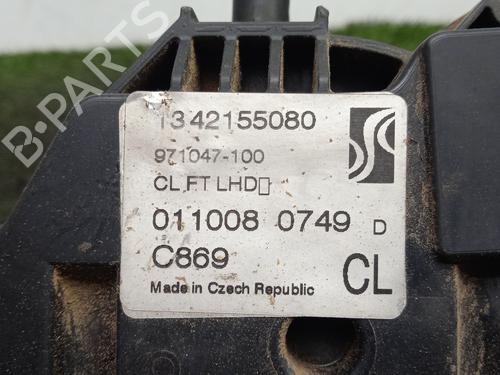 1342155080
971047-100
CL,FT LHD▯
011008 0749 D
C869
CL
Made in Czech Republic
B-PARTS